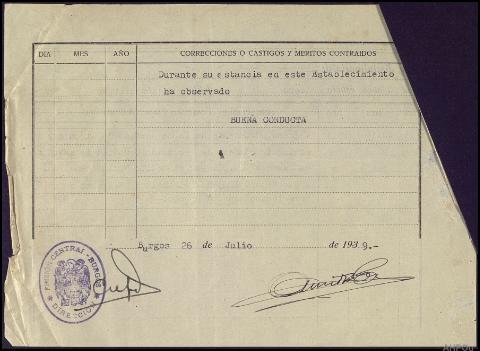 DIA MES AÑO CORRECCIONES O CASTIGOS Y MERITOS CONTRAIDOS
Durante su estancia en este Establecimiento
ha observado
BUENA CONDUCTA
Burgos 26 de Julio de 1939.-
PRISION CENTRAL - BURGOS
DIRECCION